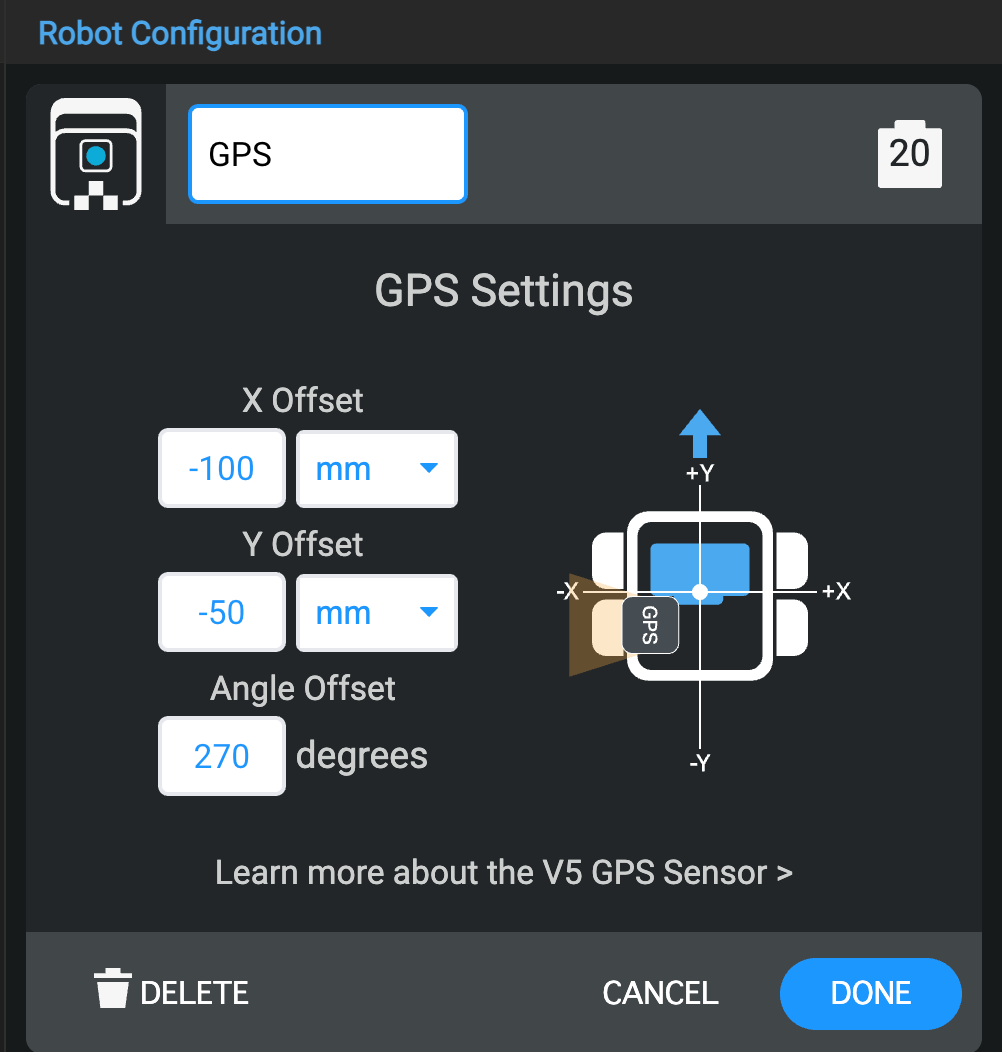 Robot Configuration
GPS
20
GPS Settings
X Offset
-100 mm
Y Offset
-50 mm
Angle Offset
270 degrees
+Y
-X
+X
GPS
-Y
Learn more about the V5 GPS Sensor >
DELETE
CANCEL
DONE